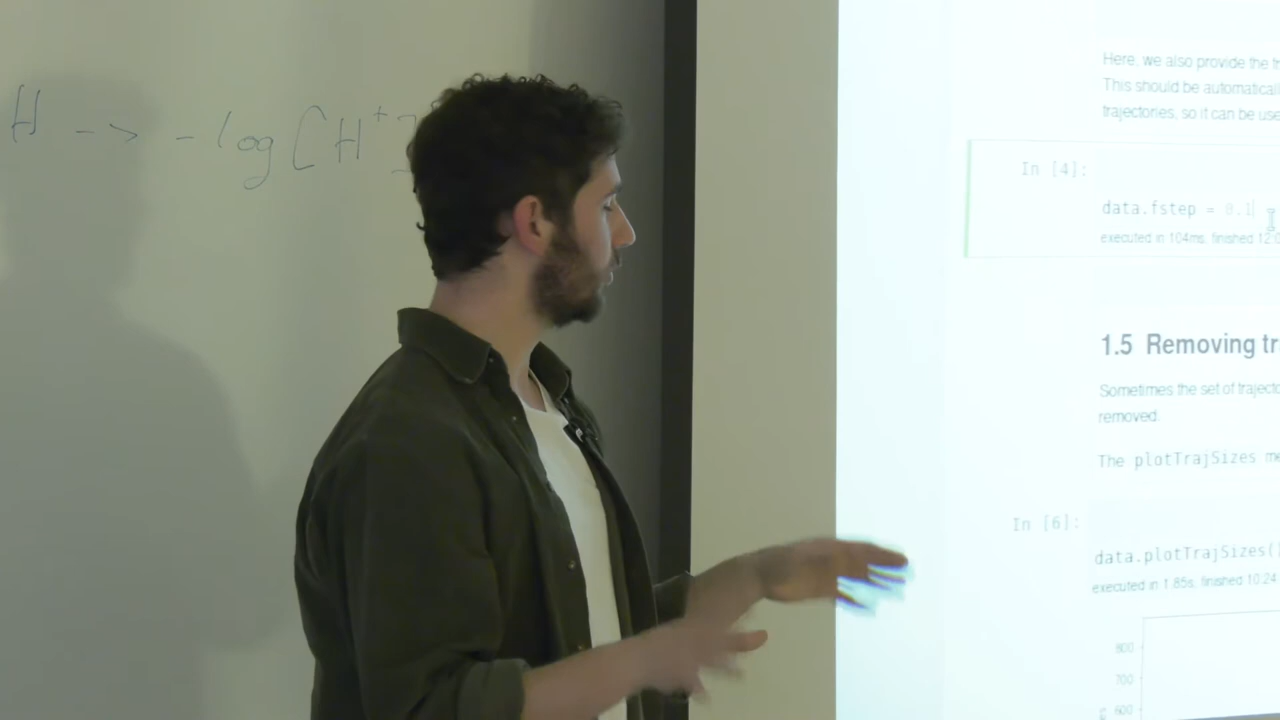 H -> -log[H+]
Here, we also provide the
This should be automatical
trajectories, so it can be use
In [4]:
data.fstep = 0.1
executed in 104ms, finished 12:0
1.5 Removing tr
Sometimes the set of trajecto
removed.
The plotTrajSizes me
In [6]:
data.plotTrajSizes(
executed in 1.85s, finished 10:24
800
700
600